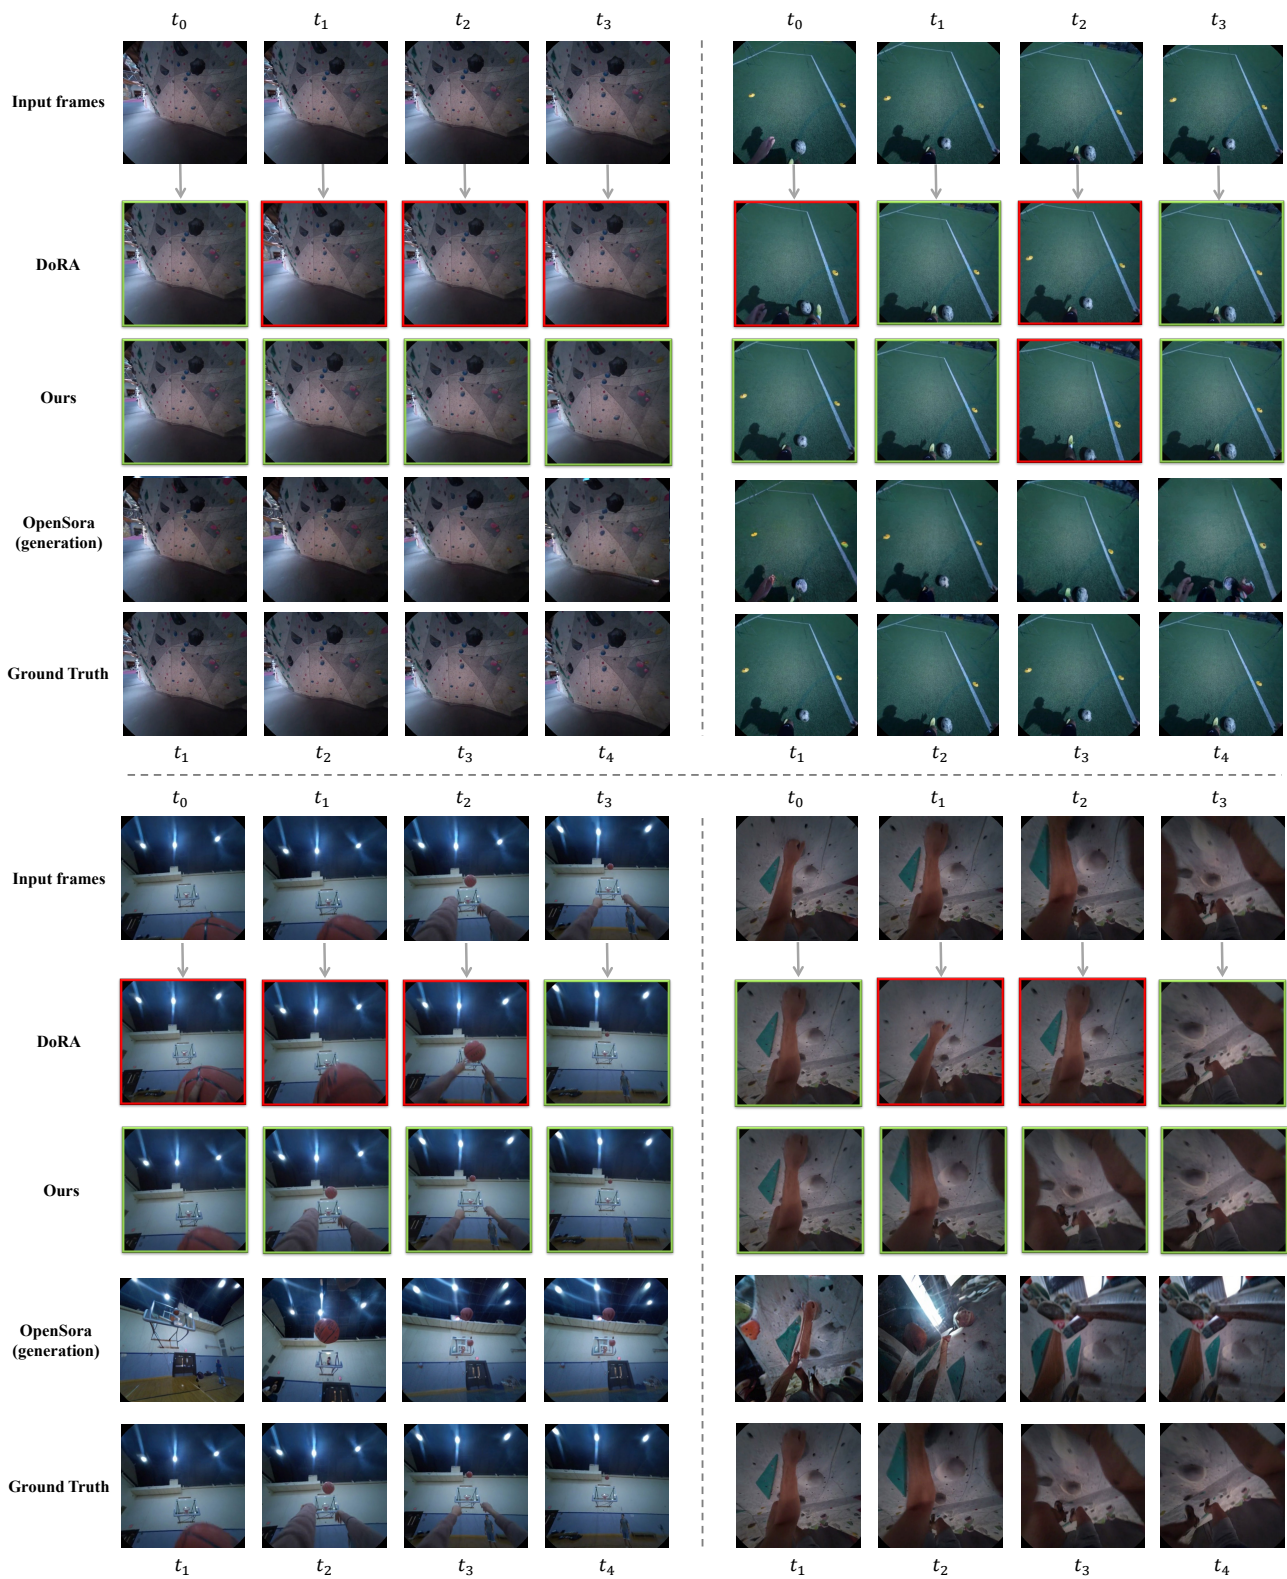 t₀ t₁ t₂ t₃ t₀ t₁ t₂ t₃
Input frames
DoRA
Ours
OpenSora
(generation)
Ground Truth
t₁ t₂ t₃ t₄ t₁ t₂ t₃ t₄
t₀ t₁ t₂ t₃ t₀ t₁ t₂ t₃
Input frames
DoRA
Ours
OpenSora
(generation)
Ground Truth
t₁ t₂ t₃ t₄ t₁ t₂ t₃ t₄